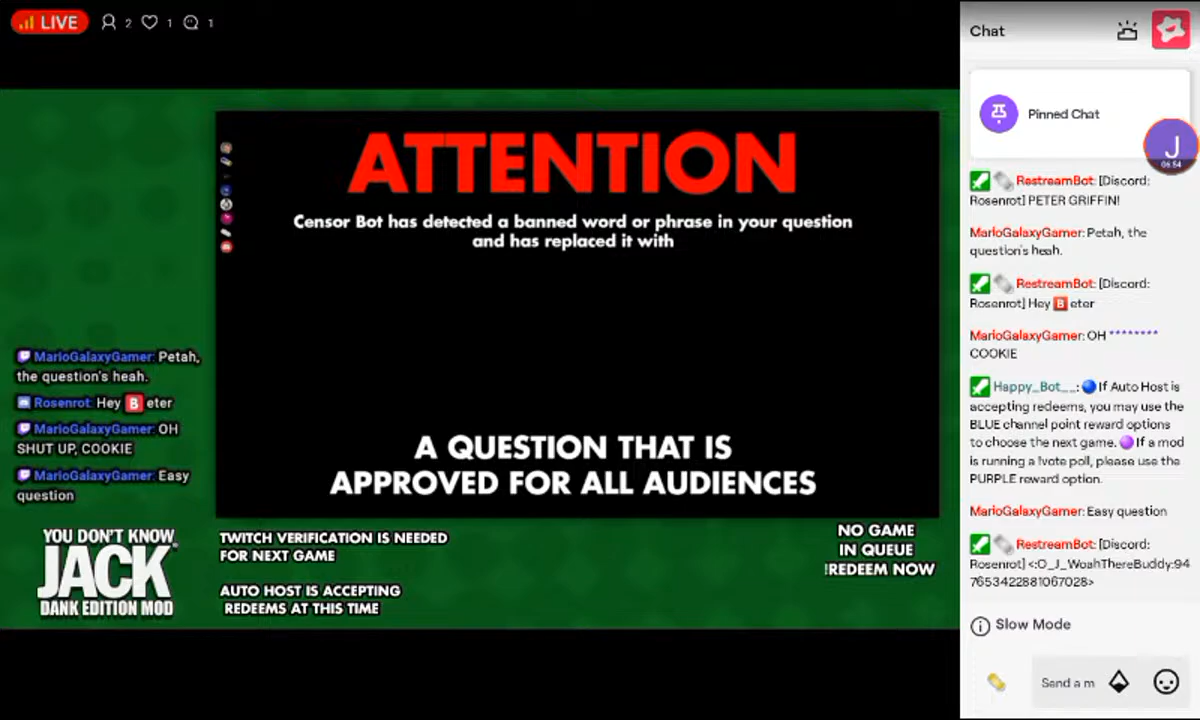 LIVE 2 1 1
ATTENTION
Censor Bot has detected a banned word or phrase in your question
and has replaced it with
A QUESTION THAT IS
APPROVED FOR ALL AUDIENCES
MarioGalaxyGamer: Petah,
the question's heah.
Rosenrot: Hey B eter
MarioGalaxyGamer: OH
SHUT UP, COOKIE
MarioGalaxyGamer: Easy
question
YOU DON'T KNOW
JACK
DANK EDITION MOD
TWITCH VERIFICATION IS NEEDED
FOR NEXT GAME
AUTO HOST IS ACCEPTING
REDEEMS AT THIS TIME
NO GAME
IN QUEUE
!REDEEM NOW
Chat
Pinned Chat
J
06:54
RestreamBot: [Discord:
Rosenrot] PETER GRIFFIN!
MarioGalaxyGamer: Petah, the
question's heah.
RestreamBot: [Discord:
Rosenrot] Hey B eter
MarioGalaxyGamer: OH ********
COOKIE
Happy_Bot__: If Auto Host is
accepting redeems, you may use the
BLUE channel point reward options
to choose the next game. If a mod
is running a !vote poll, please use the
PURPLE reward option.
MarioGalaxyGamer: Easy question
RestreamBot: [Discord:
Rosenrot] <:O_J_WoahThereBuddy:94
7653422881067028>
Slow Mode
Send a m